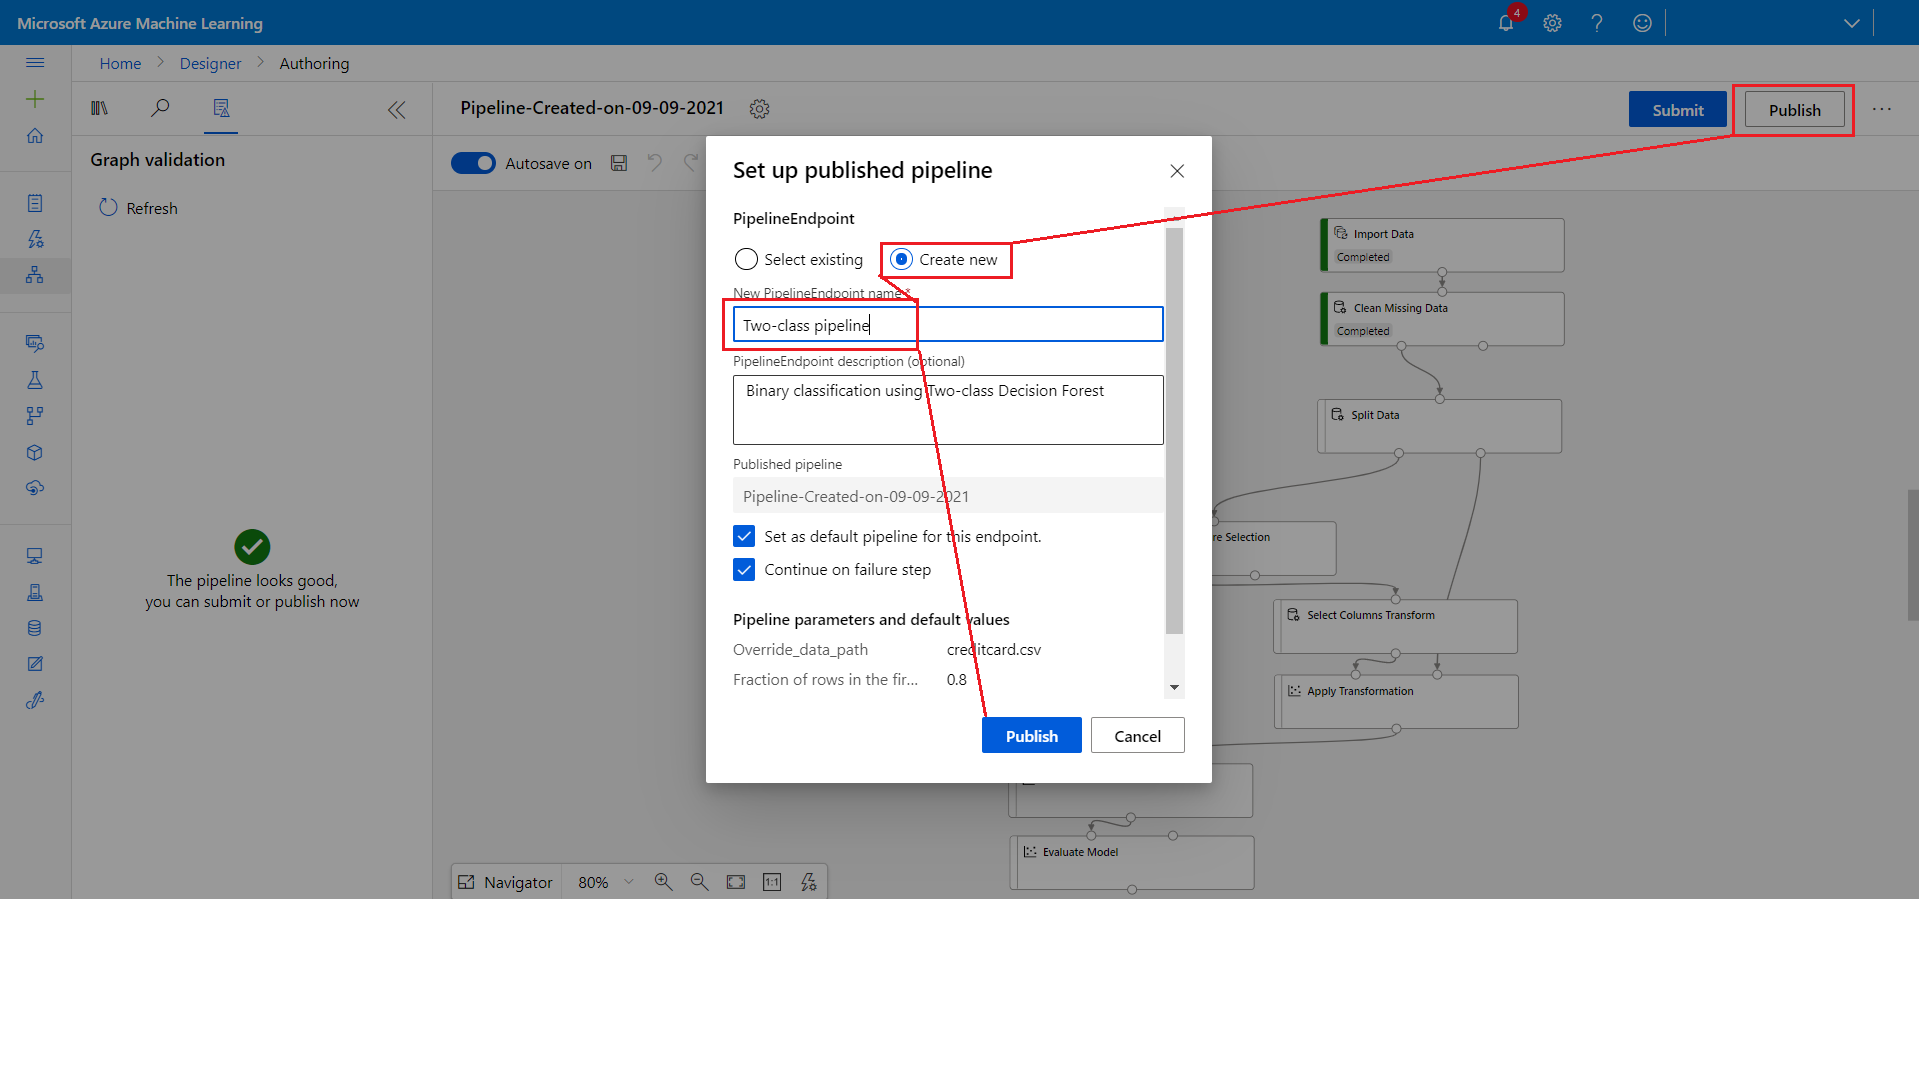 Microsoft Azure Machine Learning
4
Home
Designer
Authoring
Pipeline-Created-on-09-09-2021
Submit
Publish
Graph validation
Refresh
The pipeline looks good,
you can submit or publish now
Autosave on
Set up published pipeline
PipelineEndpoint
Select existing
Create new
New PipelineEndpoint name *
Two-class pipeline
PipelineEndpoint description (optional)
Binary classification using Two-class Decision Forest
Published pipeline
Pipeline-Created-on-09-09-2021
Set as default pipeline for this endpoint.
Continue on failure step
Pipeline parameters and default values
Override_data_path creditcard.csv
Fraction of rows in the fir... 0.8
Publish
Cancel
Import Data
Completed
Clean Missing Data
Completed
Split Data
re Selection
Select Columns Transform
Apply Transformation
Evaluate Model
Navigator
80%
1:1